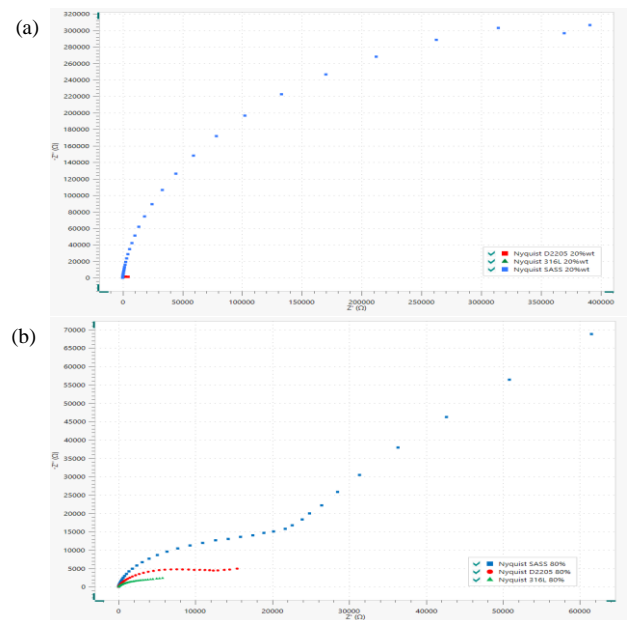 (a)
320000
300000
280000
260000
240000
220000
200000
180000
160000
140000
120000
100000
80000
60000
40000
20000
0
-Z'' (Ω)
Nyquist D2205 20%wt
Nyquist 316L 20%wt
Nyquist SASS 20%wt
0 50000 100000 150000 200000 250000 300000 350000 400000
Z' (Ω)
(b)
70000
65000
60000
55000
50000
45000
40000
35000
30000
25000
20000
15000
10000
5000
0
-Z'' (Ω)
Nyquist SASS 80%
Nyquist D2205 80%
Nyquist 316L 80%
0 10000 20000 30000 40000 50000 60000
Z' (Ω)